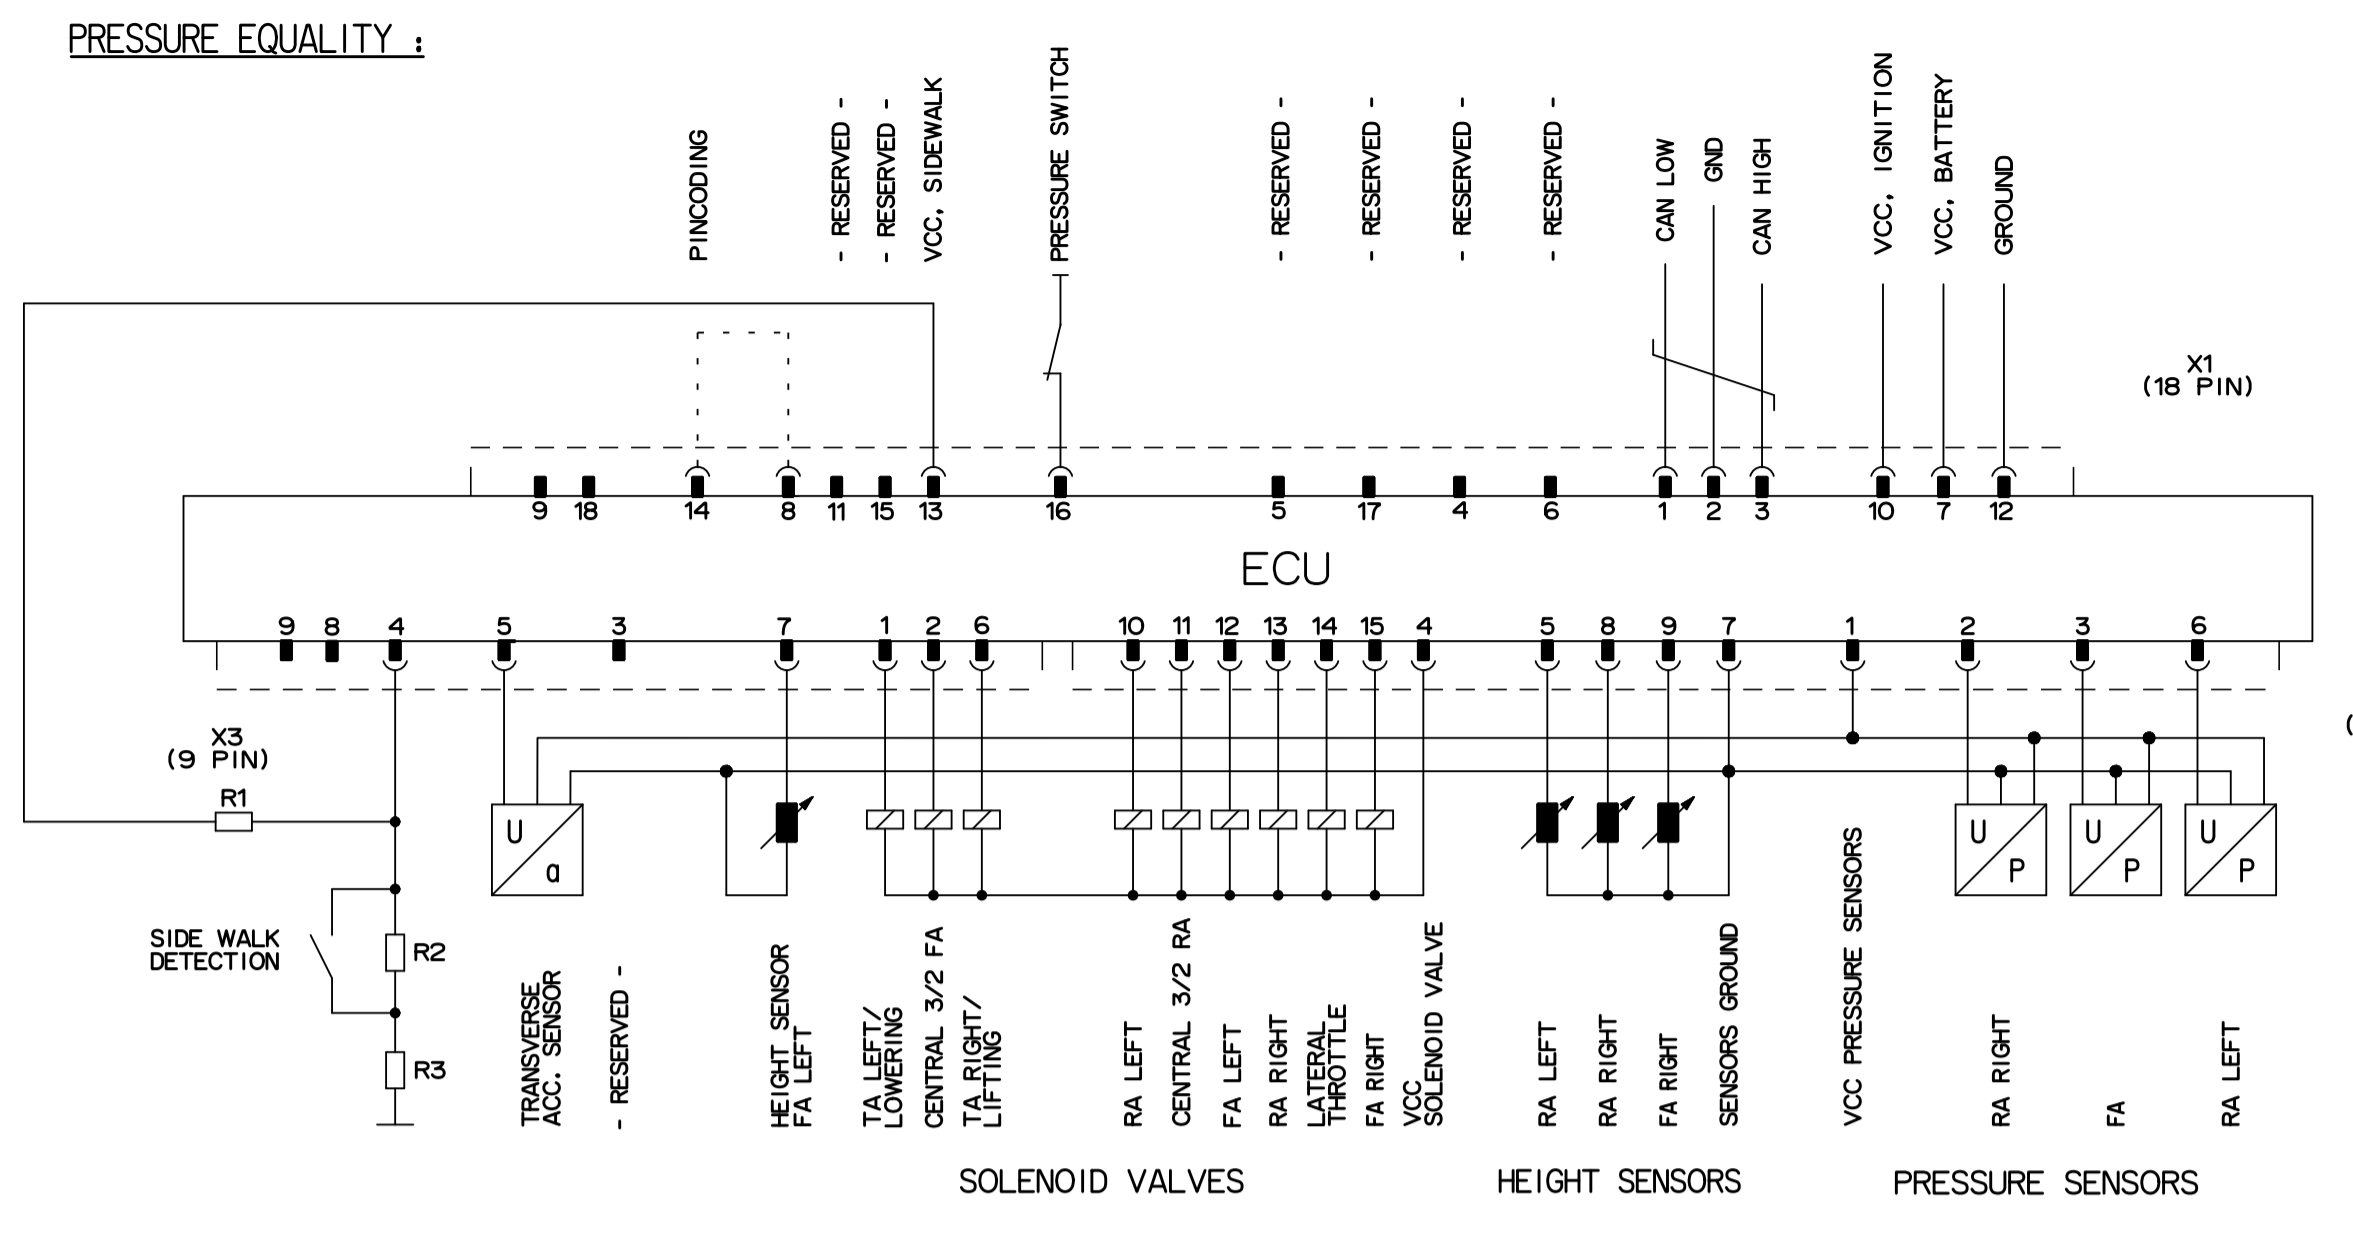 PRESSURE EQUALITY :
PINCODING
- RESERVED -
- RESERVED -
VCC, SIDEWALK
PRESSURE SWITCH
- RESERVED -
- RESERVED -
- RESERVED -
- RESERVED -
CAN LOW
GND
CAN HIGH
VCC, IGNITION
VCC, BATTERY
GROUND
X1
(18 PIN)
9 18 14 8 11 15 13 16 5 17 4 6 1 2 3 10 7 12
ECU
9 8 4 5 3 7 1 2 6 10 11 12 13 14 15 4 5 8 9 7 1 2 3 6
X3
(9 PIN)
(
R1
U
a
U
P
U
P
U
P
SIDE WALK
DETECTION
R2
R3
TRANSVERSE
ACC. SENSOR
- RESERVED -
HEIGHT SENSOR
FA LEFT
TA LEFT/
LOWERING
CENTRAL 3/2 FA
TA RIGHT/
LIFTING
RA LEFT
CENTRAL 3/2 RA
FA LEFT
RA RIGHT
LATERAL
THROTTLE
FA RIGHT
VCC
SOLENOID VALVE
RA LEFT
RA RIGHT
FA RIGHT
SENSORS GROUND
VCC PRESSURE SENSORS
RA RIGHT
FA
RA LEFT
SOLENOID VALVES
HEIGHT SENSORS
PRESSURE SENSORS